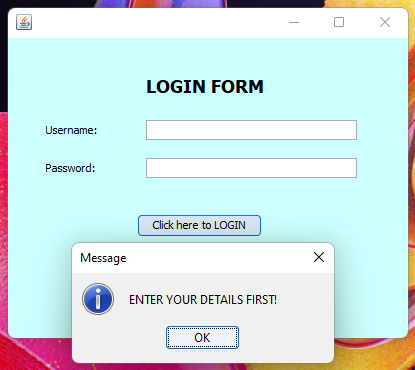 LOGIN FORM
Username:
Password:
Click here to LOGIN
Message
ENTER YOUR DETAILS FIRST!
OK